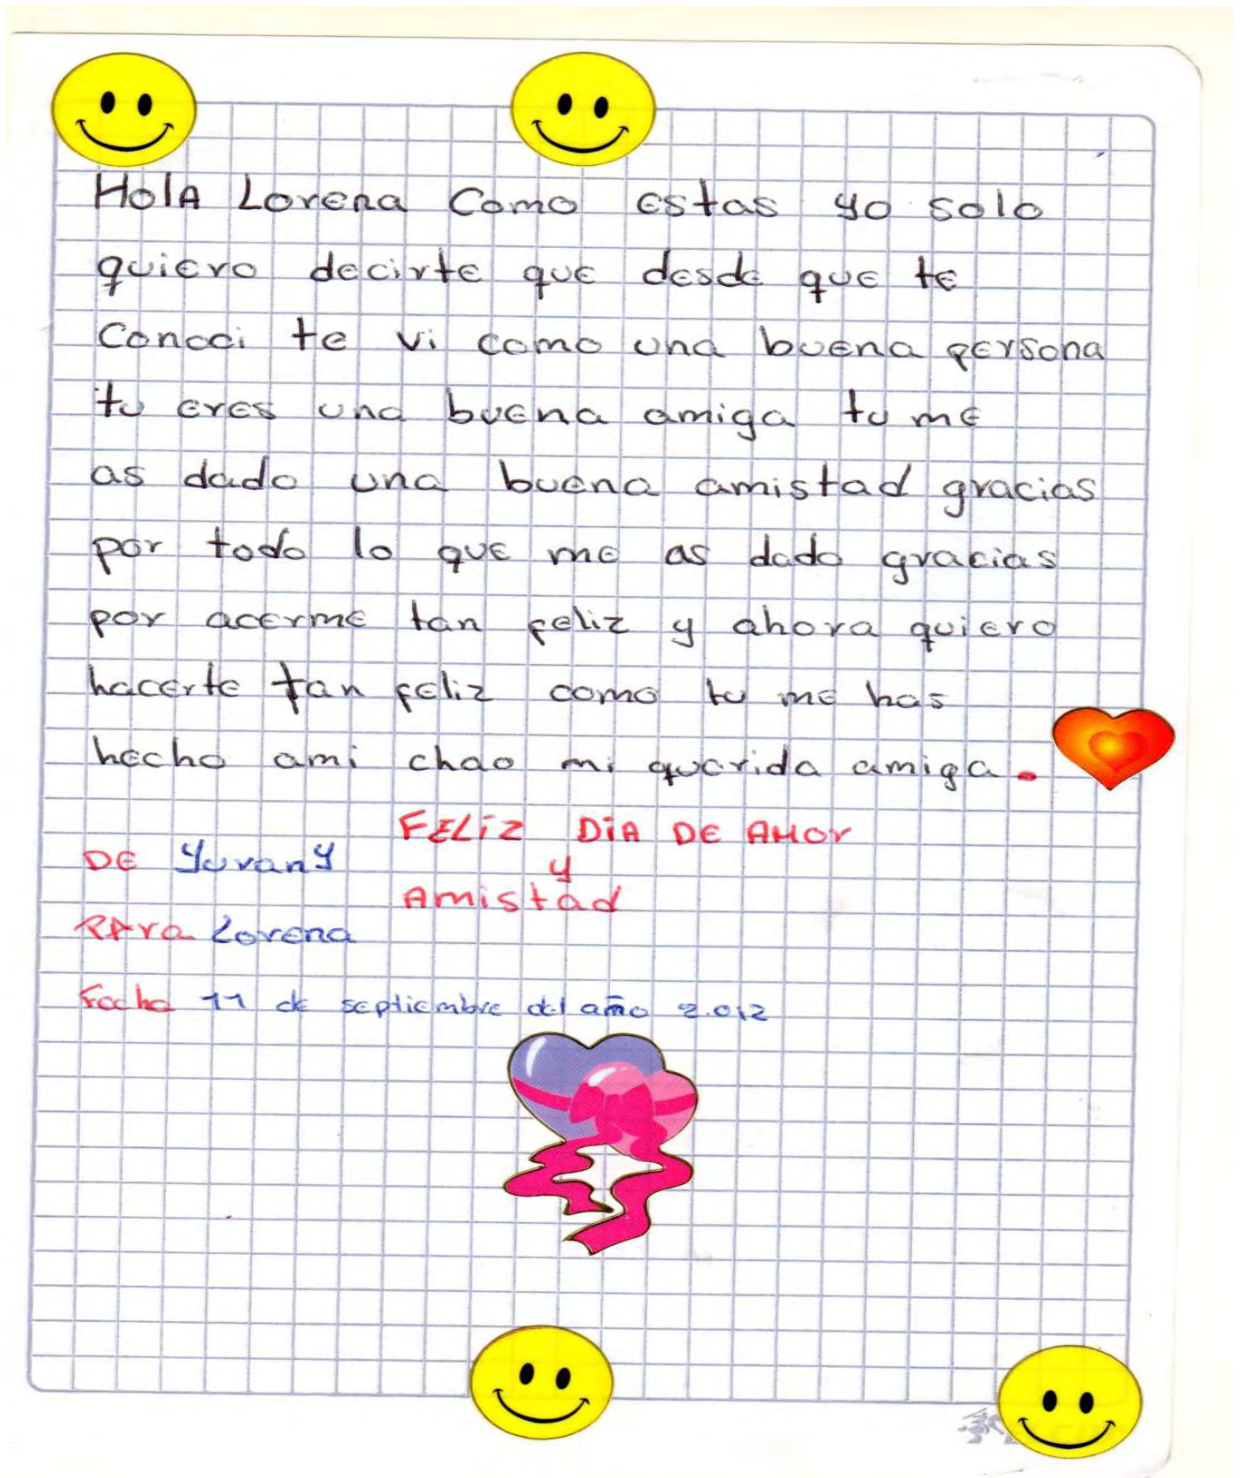 HolA Lorena Como estas yo solo
quiero decirte que desde que te
Conoci te vi como una buena persona
tu eres una buena amiga tu me
as dado una buena amistad gracias
por todo lo que me as dado gracias
por acerme tan feliz y ahora quiero
hacerte tan feliz como tu me has
hecho ami chao mi querida amiga.
FELiZ DiA DE AMOr
y
Amistad
DE YuranY
PAra Lorena
Fecha 11 de septiembre del año 2.012